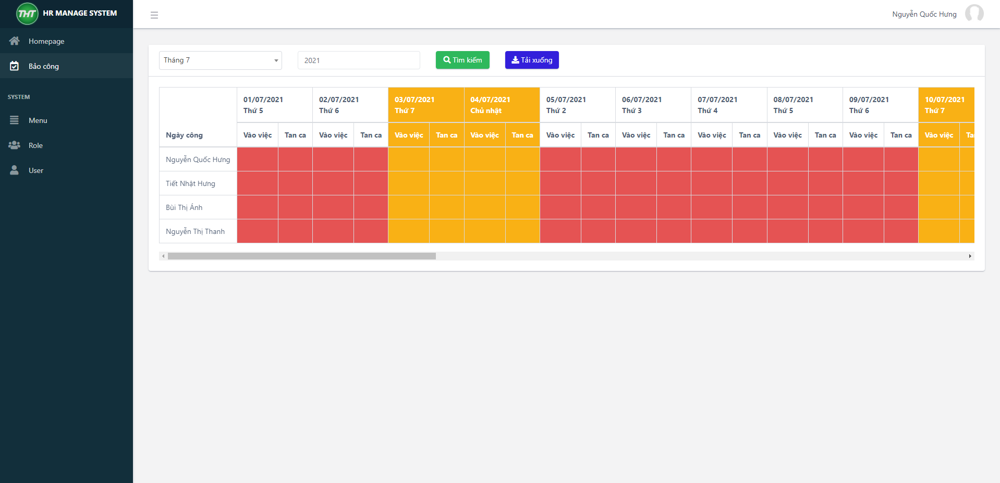 THT HR MANAGE SYSTEM
Nguyễn Quốc Hưng
Homepage
Bảo công
SYSTEM
Menu
Role
User
Tháng 7
2021
Tìm kiếm
Tải xuống
Ngày công
01/07/2021
Thứ 5
02/07/2021
Thứ 6
03/07/2021
Thứ 7
04/07/2021
Chủ nhật
05/07/2021
Thứ 2
06/07/2021
Thứ 3
07/07/2021
Thứ 4
08/07/2021
Thứ 5
09/07/2021
Thứ 6
10/07/2021
Thứ 7
Vào việc Tan ca Vào việc Tan ca Vào việc Tan ca Vào việc Tan ca Vào việc Tan ca Vào việc Tan ca Vào việc Tan ca Vào việc Tan ca Vào việc Tan ca Vào việc
Nguyễn Quốc Hưng
Tiết Nhật Hưng
Bùi Thị Ánh
Nguyễn Thị Thanh